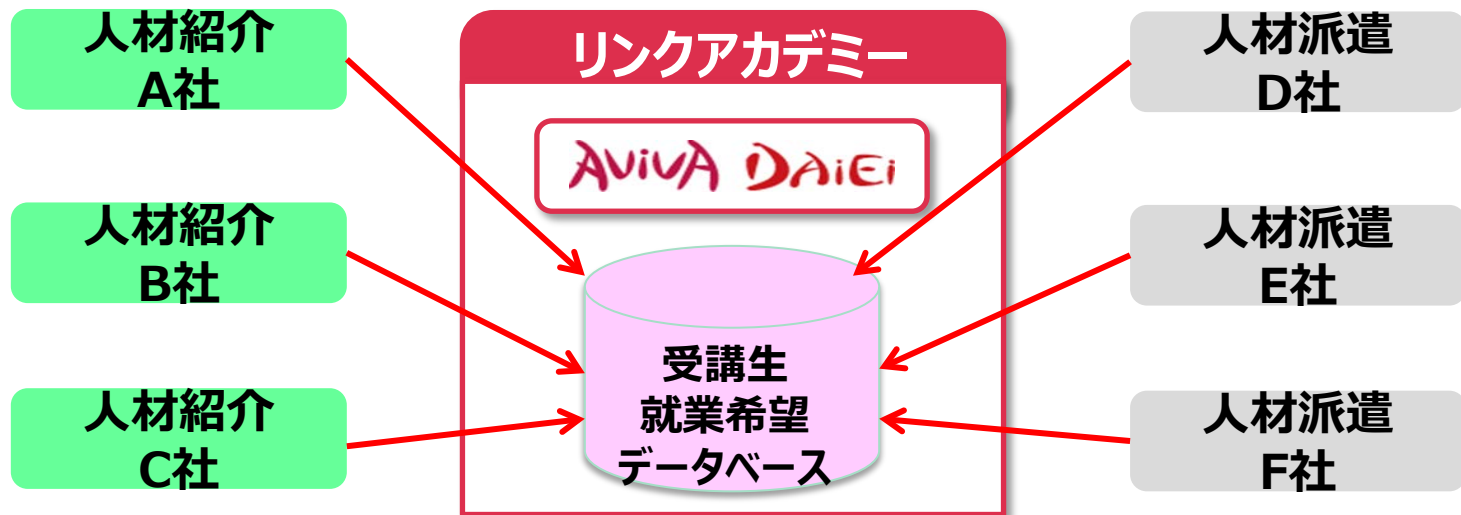 人材紹介
A社
リンクアカデミー
人材派遣
D社
AViVA DAiEi
人材紹介
B社
人材派遣
E社
受講生
就業希望
データベース
人材紹介
C社
人材派遣
F社